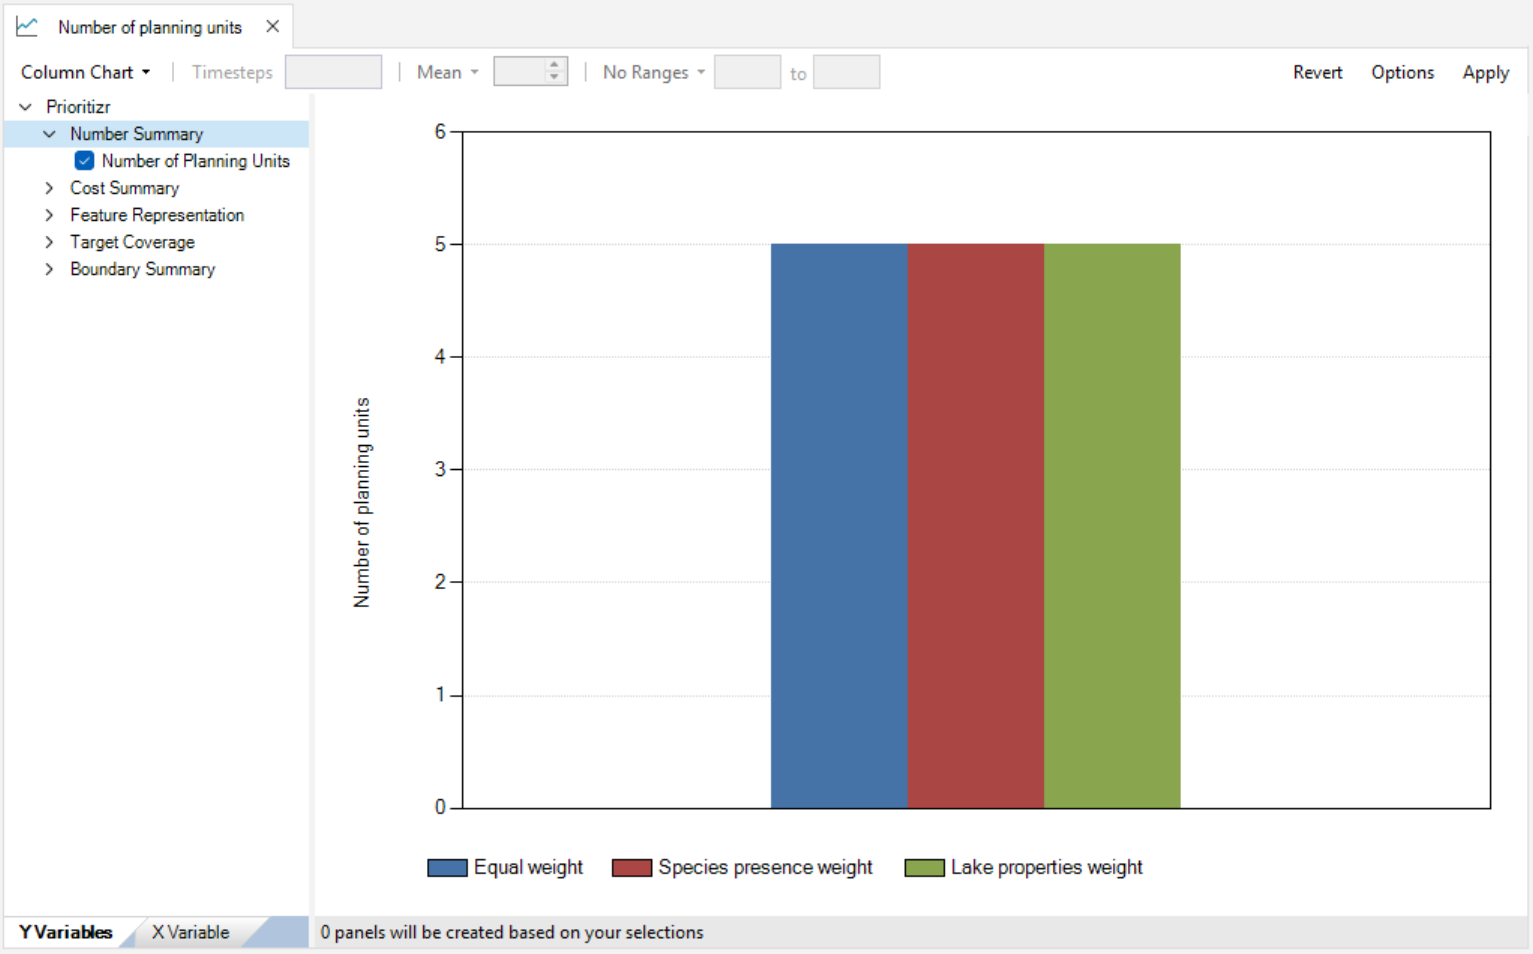 Number of planning units
Column Chart Timesteps Mean No Ranges to Revert Options Apply
Prioritizr
Number Summary
Number of Planning Units
Cost Summary
Feature Representation
Target Coverage
Boundary Summary
6
5
4
3
2
1
0
Number of planning units
Equal weight Species presence weight Lake properties weight
Y Variables X Variable 0 panels will be created based on your selections